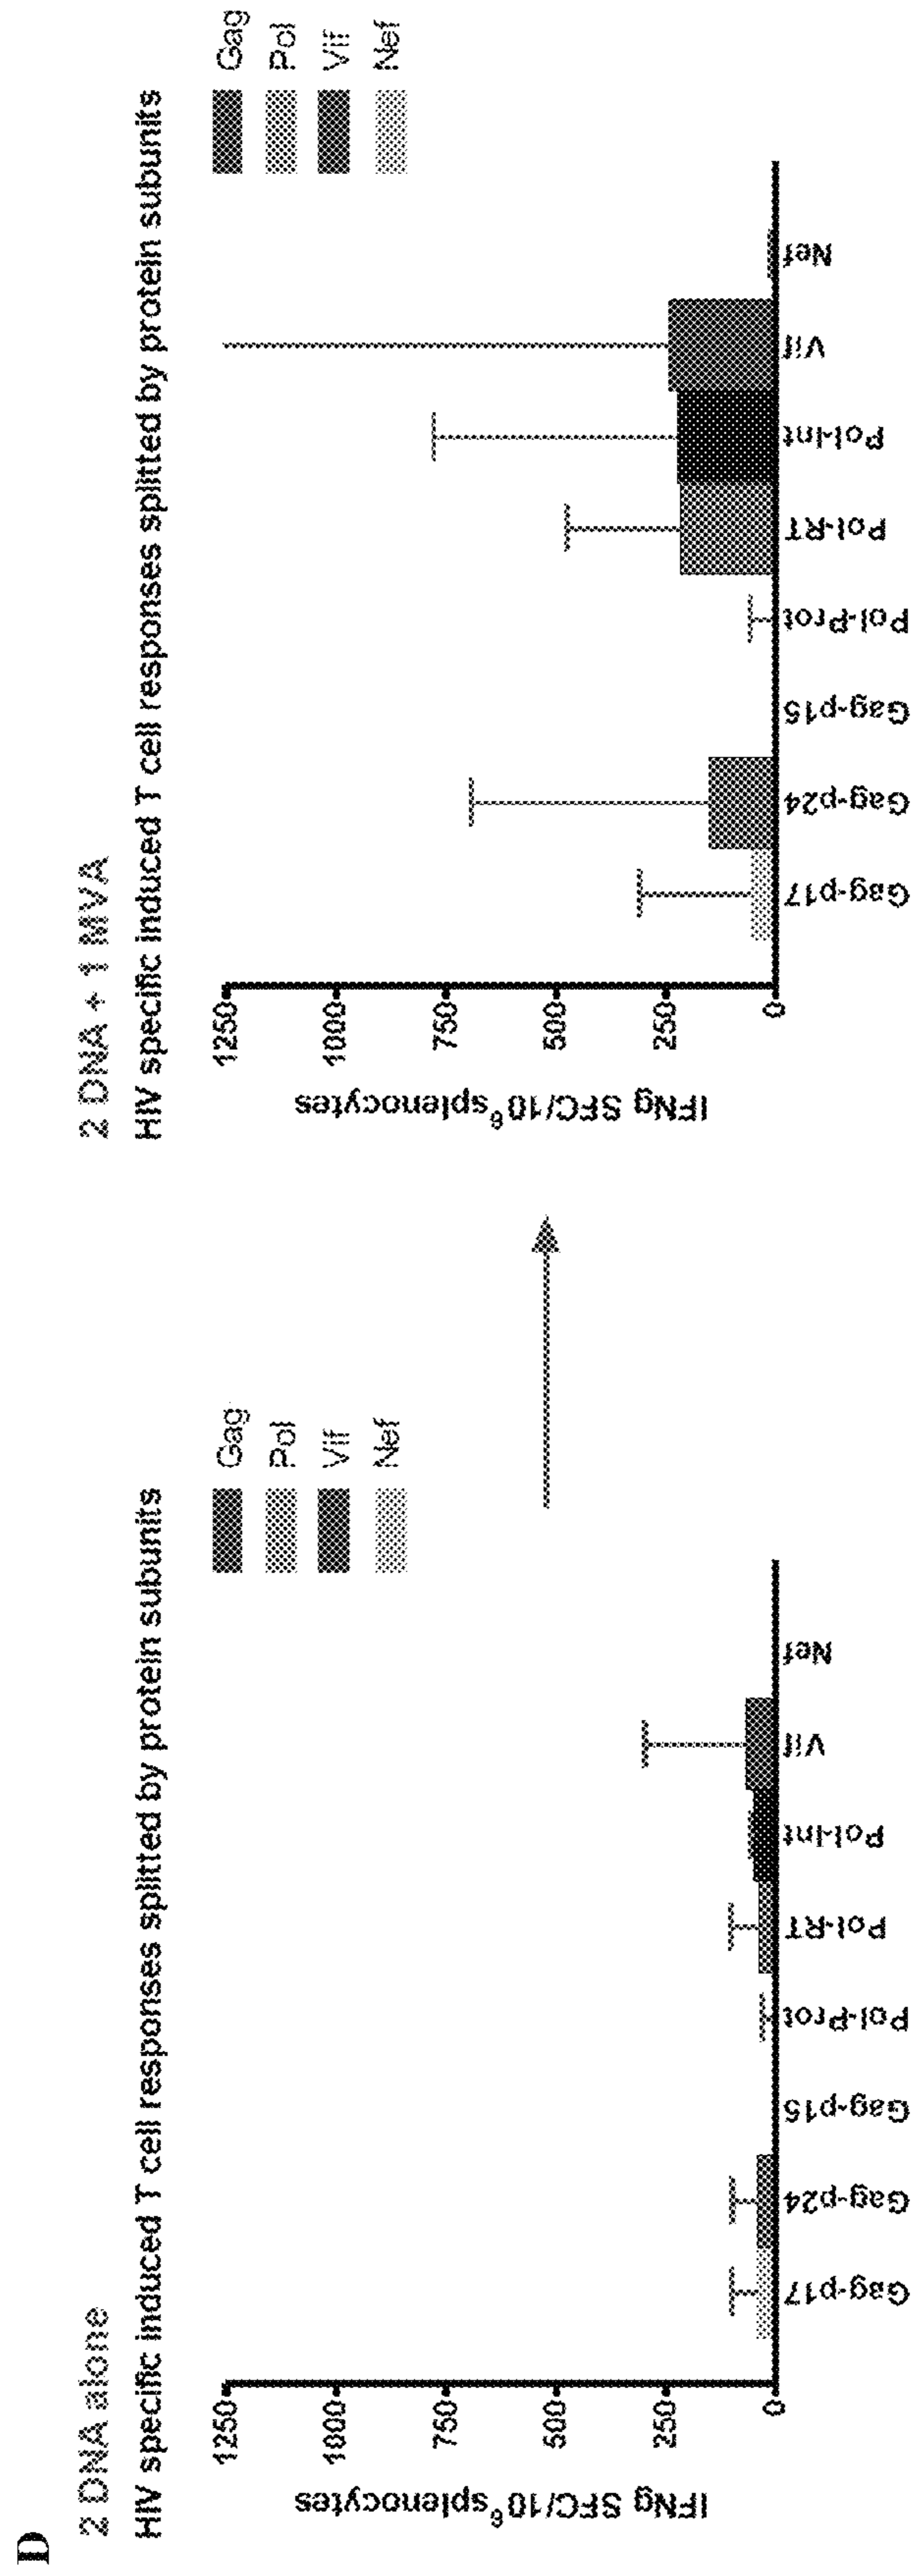 D
2 DNA alone
HIV specific induced T cell responses splitted by protein subunits
Gag
Pol
Vif
Nef
IFNg SFC/10⁶splenocytes
1250
1000
750
500
250
0
Gag-p17
Gag-p24
Gag-p15
Pol-Prot
Pol-RT
Pol-Int
Vif
Nef
2 DNA + 1 MVA
HIV specific induced T cell responses splitted by protein subunits
Gag
Pol
Vif
Nef
IFNg SFC/10⁶splenocytes
1250
1000
750
500
250
0
Gag-p17
Gag-p24
Gag-p15
Pol-Prot
Pol-RT
Pol-Int
Vif
Nef